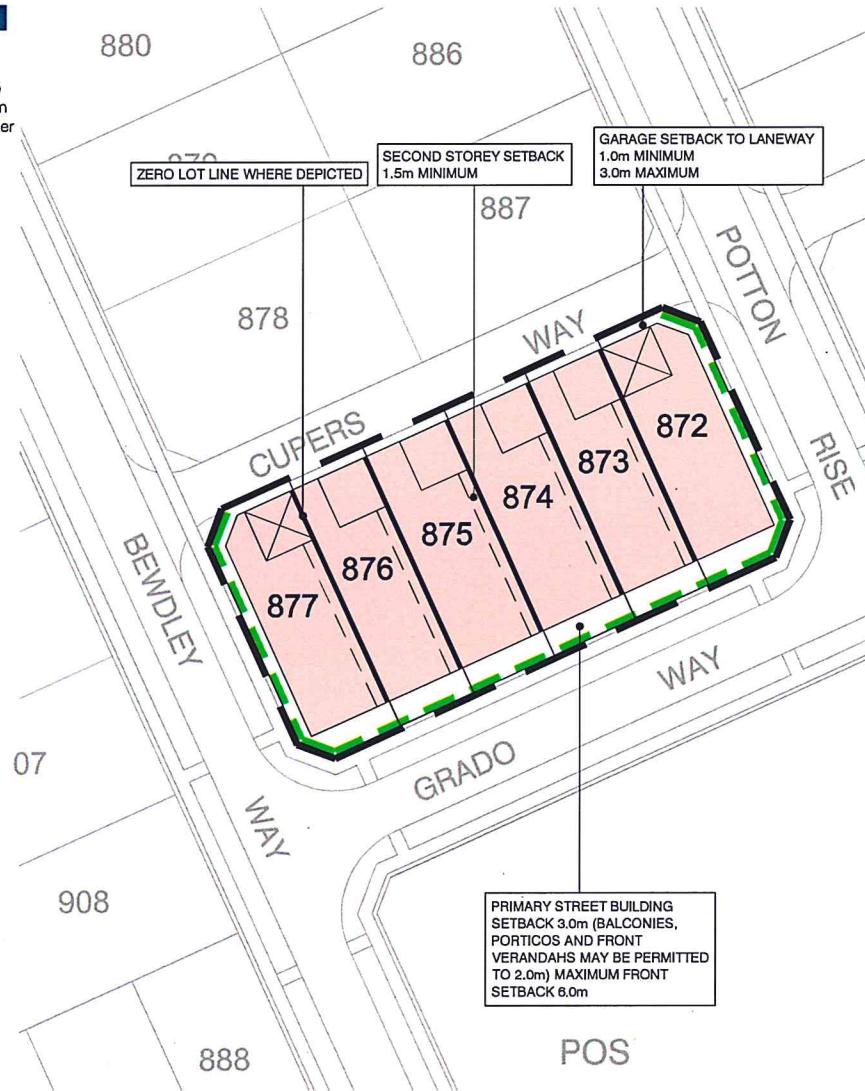 880
886
er
ZERO LOT LINE WHERE DEPICTED
SECOND STOREY SETBACK
1.5m MINIMUM
GARAGE SETBACK TO LANEWAY
1.0m MINIMUM
3.0m MAXIMUM
887
878
POTTON
RISE
CUPERS
WAY
872
873
874
875
876
877
BEWDLEY
WAY
GRADO
WAY
07
908
888
PRIMARY STREET BUILDING
SETBACK 3.0m (BALCONIES,
PORTICOS AND FRONT
VERANDAHS MAY BE PERMITTED
TO 2.0m) MAXIMUM FRONT
SETBACK 6.0m
POS